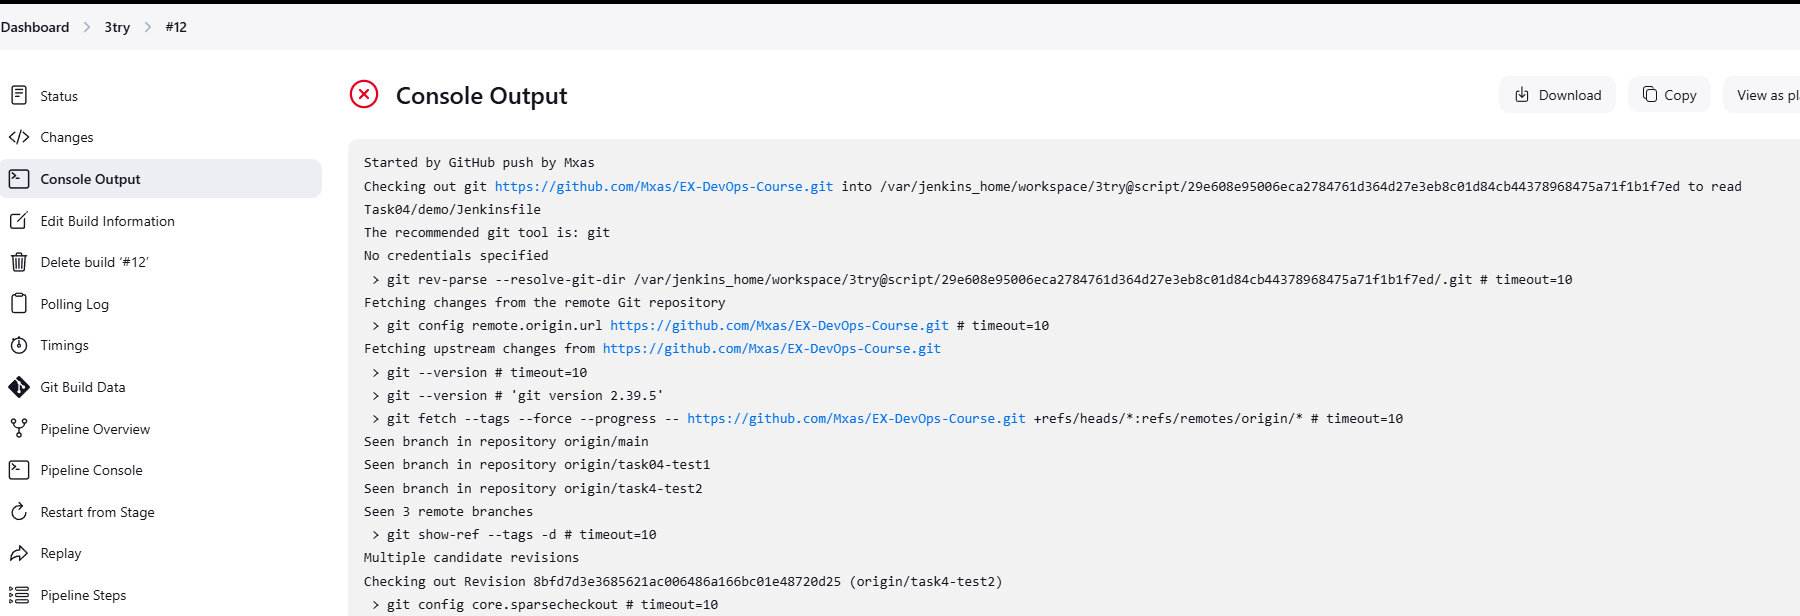 Dashboard > 3try > #12
Status
Changes
Console Output
Edit Build Information
Delete build ‘#12’
Polling Log
Timings
Git Build Data
Pipeline Overview
Pipeline Console
Restart from Stage
Replay
Pipeline Steps
Console Output
Download
Copy
View as pl
Started by GitHub push by Mxas
Checking out git https://github.com/Mxas/EX-DevOps-Course.git into /var/jenkins_home/workspace/3try@script/29e608e95006eca2784761d364d27e3eb8c01d84cb44378968475a71f1b1f7ed to read
Task04/demo/Jenkinsfile
The recommended git tool is: git
No credentials specified
> git rev-parse --resolve-git-dir /var/jenkins_home/workspace/3try@script/29e608e95006eca2784761d364d27e3eb8c01d84cb44378968475a71f1b1f7ed/.git # timeout=10
Fetching changes from the remote Git repository
> git config remote.origin.url https://github.com/Mxas/EX-DevOps-Course.git # timeout=10
Fetching upstream changes from https://github.com/Mxas/EX-DevOps-Course.git
> git --version # timeout=10
> git --version # 'git version 2.39.5'
> git fetch --tags --force --progress -- https://github.com/Mxas/EX-DevOps-Course.git +refs/heads/*:refs/remotes/origin/* # timeout=10
Seen branch in repository origin/main
Seen branch in repository origin/task04-test1
Seen branch in repository origin/task4-test2
Seen 3 remote branches
> git show-ref --tags -d # timeout=10
Multiple candidate revisions
Checking out Revision 8bfd7d3e3685621ac006486a166bc01e48720d25 (origin/task4-test2)
> git config core.sparsecheckout # timeout=10